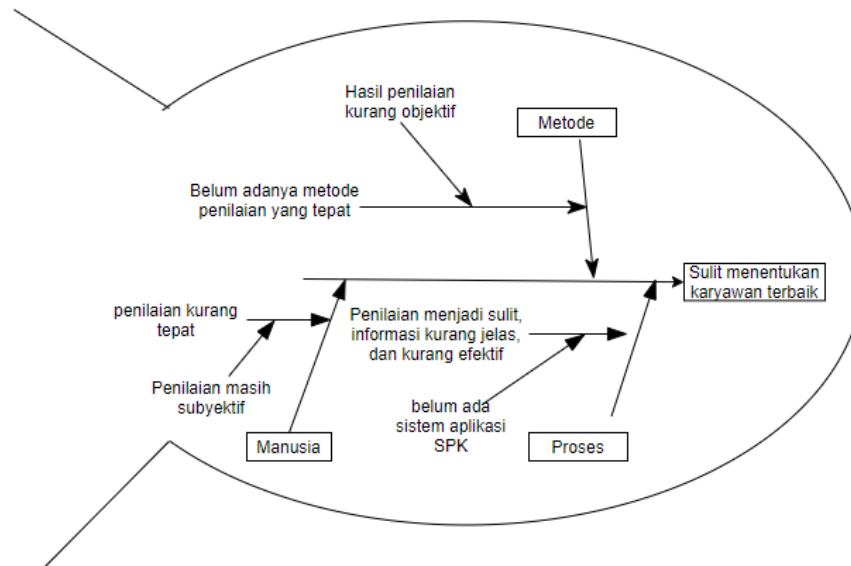 Hasil penilaian
kurang objektif
Metode
Belum adanya metode
penilaian yang tepat
Sulit menentukan
karyawan terbaik
penilaian kurang
tepat
Penilaian menjadi sulit,
informasi kurang jelas,
dan kurang efektif
Penilaian masih
subyektif
belum ada
sistem aplikasi
SPK
Manusia
Proses